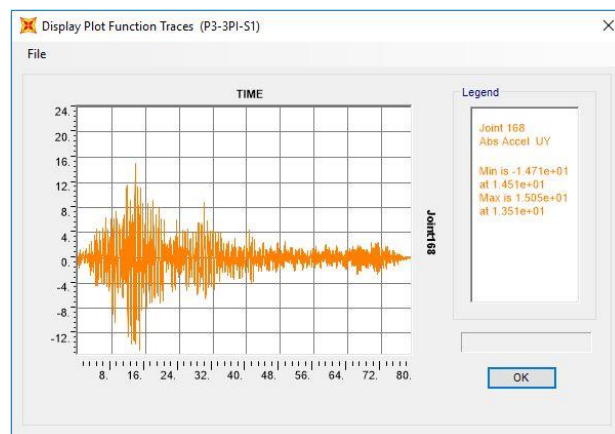 Display Plot Function Traces (P3-3PI-S1)
File
TIME
Legend
24.
20.
16.
12.
8.
4.
0.
-4.
-8.
-12.
Joint168
Joint 168
Abs Accel UY
Min is -1.471e+01
at 1.451e+01
Max is 1.505e+01
at 1.351e+01
8. 16. 24. 32. 40. 48. 56. 64. 72. 80.
OK